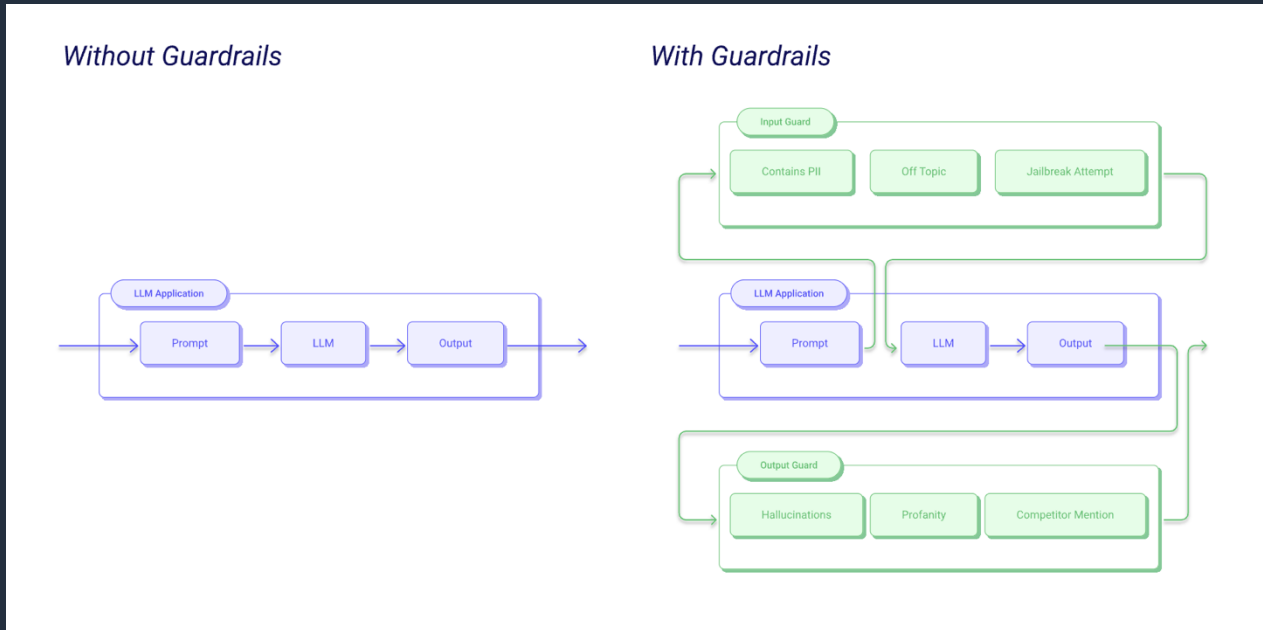 Without Guardrails
LLM Application
Prompt
LLM
Output
With Guardrails
Input Guard
Contains PII
Off Topic
Jailbreak Attempt
LLM Application
Prompt
LLM
Output
Output Guard
Hallucinations
Profanity
Competitor Mention